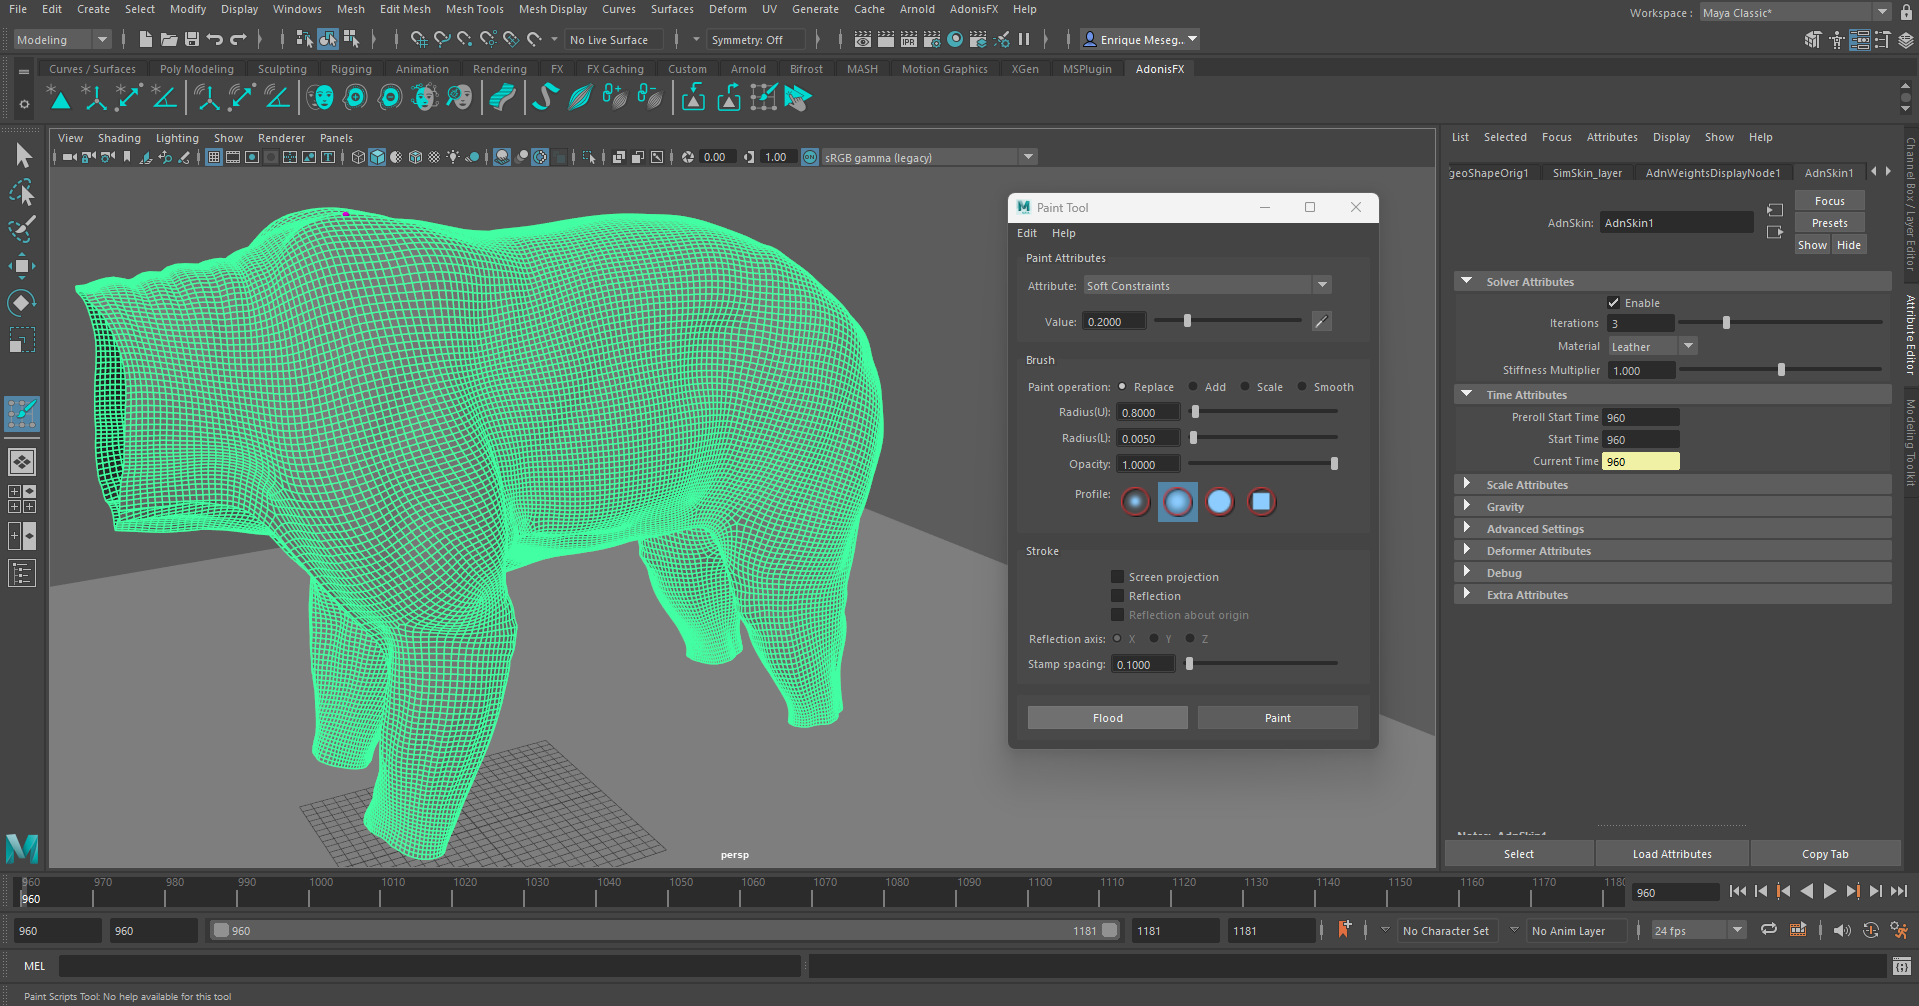 File Edit Create Select Modify Display Windows Mesh Edit Mesh Mesh Tools Mesh Display Curves Surfaces Deform UV Generate Cache Arnold AdonisFX Help
Workspace : Maya Classic*
Modeling No Live Surface Symmetry: Off IPR Enrique Meseg...
Curves / Surfaces Poly Modeling Sculpting Rigging Animation Rendering FX FX Caching Custom Arnold Bifrost MASH Motion Graphics XGen MSPlugin AdonisFX
View Shading Lighting Show Renderer Panels
0.00 1.00 ON sRGB gamma (legacy)
Paint Tool
Edit Help
Paint Attributes
Attribute: Soft Constraints
Value: 0.2000
Brush
Paint operation: Replace Add Scale Smooth
Radius(U): 0.8000
Radius(L): 0.0050
Opacity: 1.0000
Profile:
Stroke
Screen projection
Reflection
Reflection about origin
Reflection axis: X Y Z
Stamp spacing: 0.1000
Flood Paint
persp
List Selected Focus Attributes Display Show Help
geoShapeOrig1 SimSkin_layer AdnWeightsDisplayNode1 AdnSkin1
AdnSkin: AdnSkin1
Focus
Presets
Show Hide
Solver Attributes
Enable
Iterations 3
Material Leather
Stiffness Multiplier 1.000
Time Attributes
Preroll Start Time 960
Start Time 960
Current Time 960
Scale Attributes
Gravity
Advanced Settings
Deformer Attributes
Debug
Extra Attributes
Notes: AdnSkin1
Select Load Attributes Copy Tab
Channel Box / Layer Editor
Attribute Editor
Modeling Toolkit
960 970 980 990 1000 1010 1020 1030 1040 1050 1060 1070 1080 1090 1100 1110 1120 1130 1140 1150 1160 1170 1180
960 960
960 960 960 1181 1181 1181 No Character Set No Anim Layer 24 fps
MEL
Paint Scripts Tool: No help available for this tool